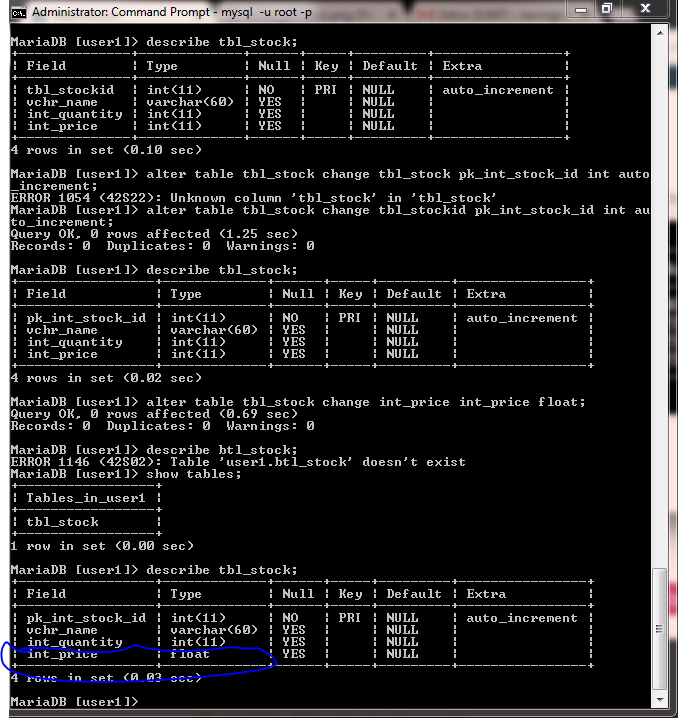 Administrator: Command Prompt - mysql -u root -p
MariaDB [user1]> describe tbl_stock;
+--------------+-------------+------+-----+---------+----------------+
| Field        | Type        | Null | Key | Default | Extra          |
+--------------+-------------+------+-----+---------+----------------+
| tbl_stockid  | int(11)     | NO   | PRI | NULL    | auto_increment |
| vchr_name    | varchar(60) | YES  |     | NULL    |                |
| int_quantity | int(11)     | YES  |     | NULL    |                |
| int_price    | int(11)     | YES  |     | NULL    |                |
+--------------+-------------+------+-----+---------+----------------+
4 rows in set (0.10 sec)
MariaDB [user1]> alter table tbl_stock change tbl_stock pk_int_stock_id int auto
_increment;
ERROR 1054 (42S22): Unknown column 'tbl_stock' in 'tbl_stock'
MariaDB [user1]> alter table tbl_stock change tbl_stockid pk_int_stock_id int au
to_increment;
Query OK, 0 rows affected (1.25 sec)
Records: 0  Duplicates: 0  Warnings: 0
MariaDB [user1]> describe tbl_stock;
+-----------------+-------------+------+-----+---------+----------------+
| Field           | Type        | Null | Key | Default | Extra          |
+-----------------+-------------+------+-----+---------+----------------+
| pk_int_stock_id | int(11)     | NO   | PRI | NULL    | auto_increment |
| vchr_name       | varchar(60) | YES  |     | NULL    |                |
| int_quantity    | int(11)     | YES  |     | NULL    |                |
| int_price       | int(11)     | YES  |     | NULL    |                |
+-----------------+-------------+------+-----+---------+----------------+
4 rows in set (0.02 sec)
MariaDB [user1]> alter table tbl_stock change int_price int_price float;
Query OK, 0 rows affected (0.69 sec)
Records: 0  Duplicates: 0  Warnings: 0
MariaDB [user1]> describe btl_stock;
ERROR 1146 (42S02): Table 'user1.btl_stock' doesn't exist
MariaDB [user1]> show tables;
+-----------------+
| Tables_in_user1 |
+-----------------+
| tbl_stock       |
+-----------------+
1 row in set (0.00 sec)
MariaDB [user1]> describe tbl_stock;
+-----------------+-------------+------+-----+---------+----------------+
| Field           | Type        | Null | Key | Default | Extra          |
+-----------------+-------------+------+-----+---------+----------------+
| pk_int_stock_id | int(11)     | NO   | PRI | NULL    | auto_increment |
| vchr_name       | varchar(60) | YES  |     | NULL    |                |
| int_quantity    | int(11)     | YES  |     | NULL    |                |
| int_price       | float       | YES  |     | NULL    |                |
+-----------------+-------------+------+-----+---------+----------------+
4 rows in set (0.03 sec)
MariaDB [user1]>